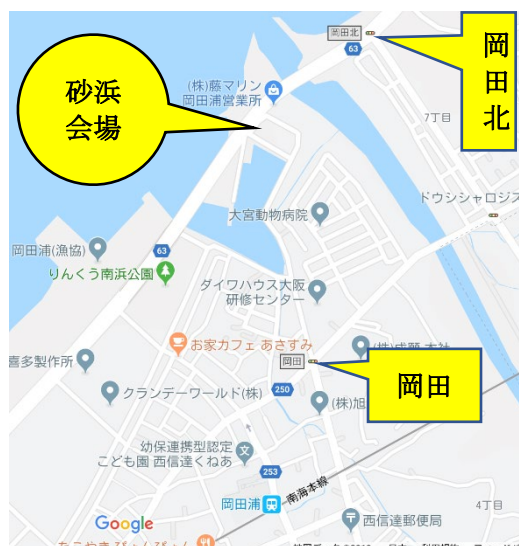 岡田北
63
岡田北
砂浜
会場
(株)藤マリン
岡田浦営業所
7丁目
ドウシシャロジス
大宮動物病院
岡田浦(漁協)
63
りんくう南浜公園
ダイワハウス大阪
研修センター
お家カフェ あさすみ
喜多製作所
岡田
岡田
250
クランデーワールド(株)
(株)旭
幼保連携型認定
こども園 西信達くねあ
253
南海本線
岡田浦
4丁目
Google
西信達郵便局